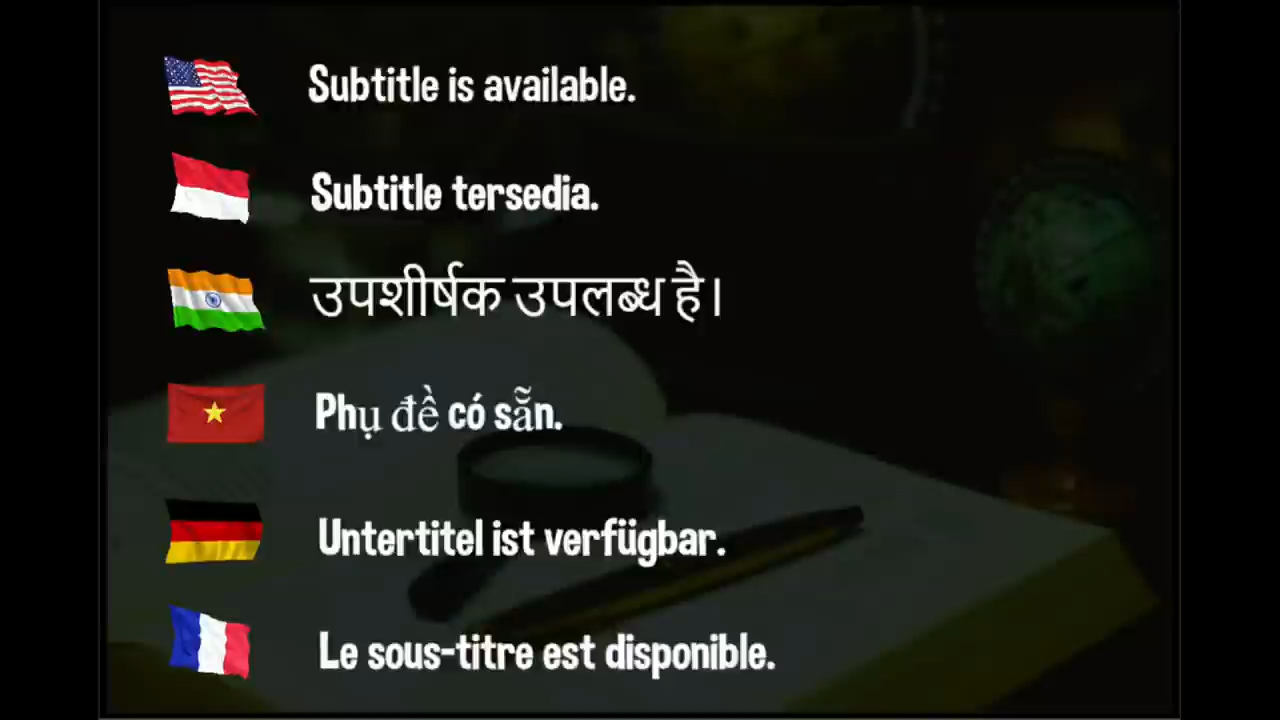 Subtitle is available.
Subtitle tersedia.
उपशीर्षक उपलब्ध है।
Phụ đề có sẵn.
Untertitel ist verfügbar.
Le sous-titre est disponible.